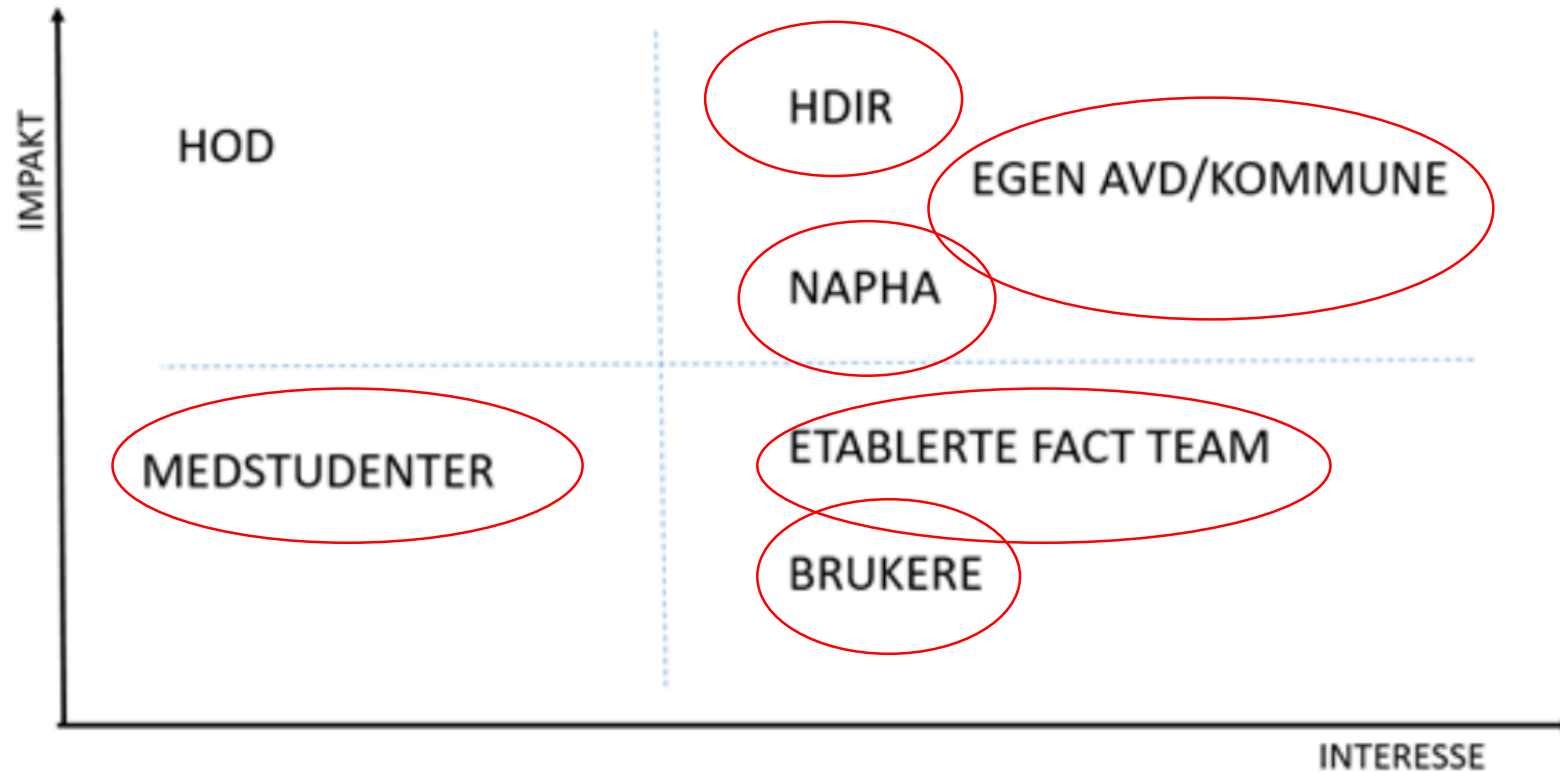 IMPAKT
HOD
HDIR
EGEN AVD/KOMMUNE
NAPHA
MEDSTUDENTER
ETABLERTE FACT TEAM
BRUKERE
INTERESSE